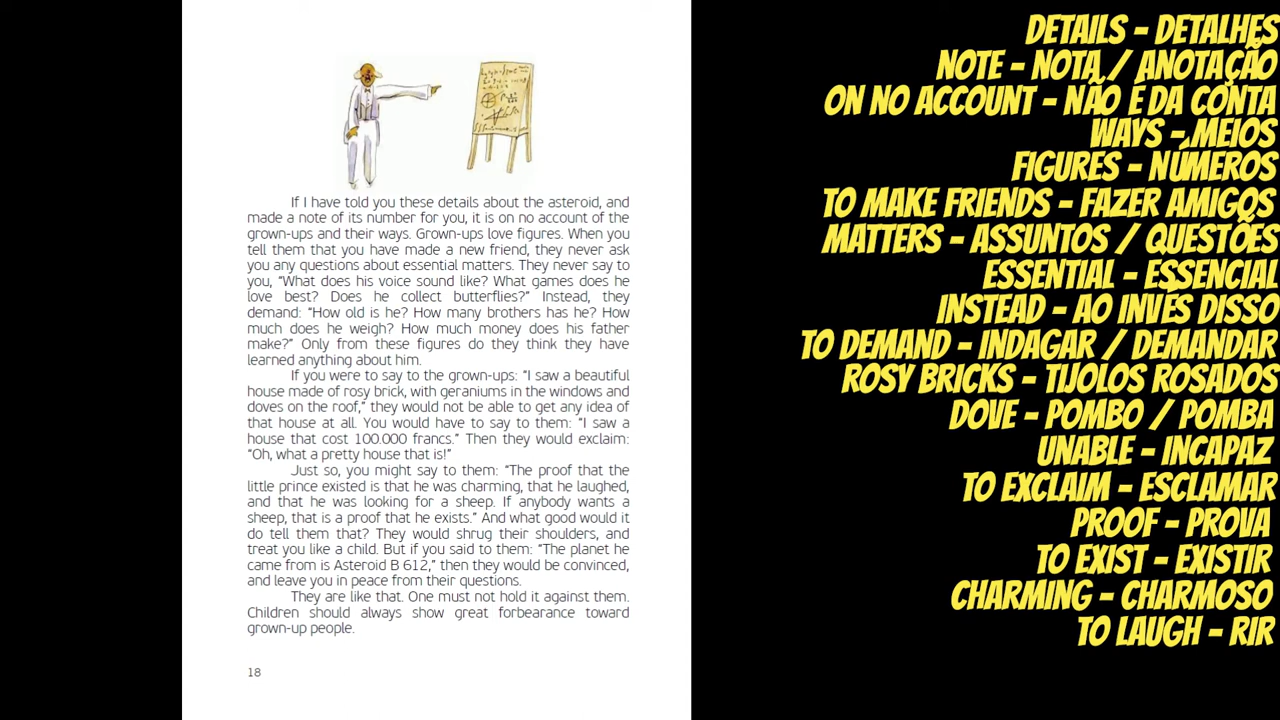 If I have told you these details about the asteroid, and
made a note of its number for you, it is on no account of the
grown-ups and their ways. Grown-ups love figures. When you
tell them that you have made a new friend, they never ask
you any questions about essential matters. They never say to
you, “What does his voice sound like? What games does he
love best? Does he collect butterflies?” Instead, they
demand: “How old is he? How many brothers has he? How
much does he weigh? How much money does his father
make?” Only from these figures do they think they have
learned anything about him.
If you were to say to the grown-ups: “I saw a beautiful
house made of rosy brick, with geraniums in the windows and
doves on the roof,” they would not be able to get any idea of
that house at all. You would have to say to them: “I saw a
house that cost 100.000 francs.” Then they would exclaim:
“Oh, what a pretty house that is!”
Just so, you might say to them: “The proof that the
little prince existed is that he was charming, that he laughed,
and that he was looking for a sheep. If anybody wants a
sheep, that is a proof that he exists.” And what good would it
do to tell them that? They would shrug their shoulders, and
treat you like a child. But if you said to them: “The planet he
came from is Asteroid B 612,” then they would be convinced,
and leave you in peace from their questions.
They are like that. One must not hold it against them.
Children should always show great forbearance toward
grown-up people.
18
DETAILS - DETALHES
NOTE - NOTA / ANOTAÇÃO
ON NO ACCOUNT - NÃO É DA CONTA
WAYS - MEIOS
FIGURES - NÚMEROS
TO MAKE FRIENDS - FAZER AMIGOS
MATTERS - ASSUNTOS / QUESTÕES
ESSENTIAL - ESSENCIAL
INSTEAD - AO INVÉS DISSO
TO DEMAND - INDAGAR / DEMANDAR
ROSY BRICKS - TIJOLOS ROSADOS
DOVE - POMBO / POMBA
UNABLE - INCAPAZ
TO EXCLAIM - ESCLAMAR
PROOF - PROVA
TO EXIST - EXISTIR
CHARMING - CHARMOSO
TO LAUGH - RIR